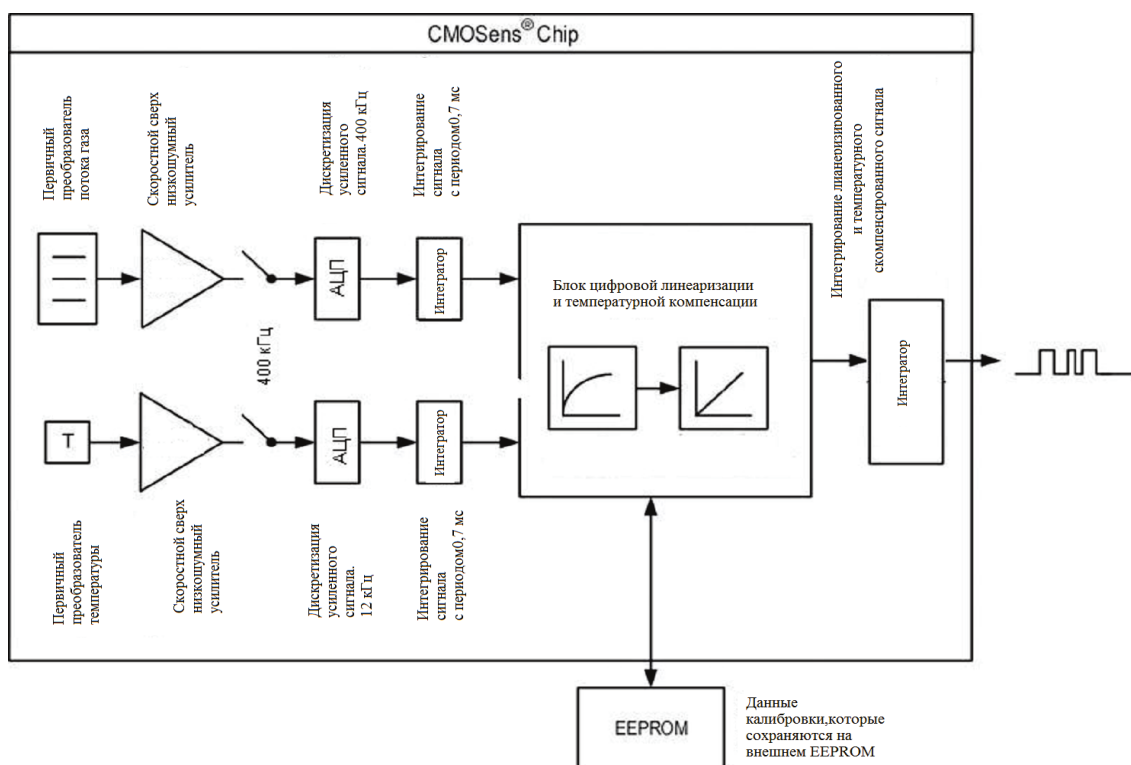 CMOSens® Chip
Первичный
преобразователь
потока газа
Скоростной сверх
низкошумный
усилитель
Дискретизация
усиленного
сигнала.400 кГц
Интегрирование
сигнала
с периодом0,7 мс
Интегрирование лианеризированного
и температурного
скомпенсированного сигнала
АЦП
Интегратор
Блок цифровой линеаризации
и температурной компенсации
400 кГц
Интегратор
T
АЦП
Интегратор
Первичный
преобразователь
температуры
Скоростной сверх
низкошумный
усилитель
Дискретизация
усиленного
сигнала.
12 кГц
Интегрирование
сигнала
с периодом0,7 мс
EEPROM
Данные
калибровки,которые
сохраняются на
внешнем EEPROM